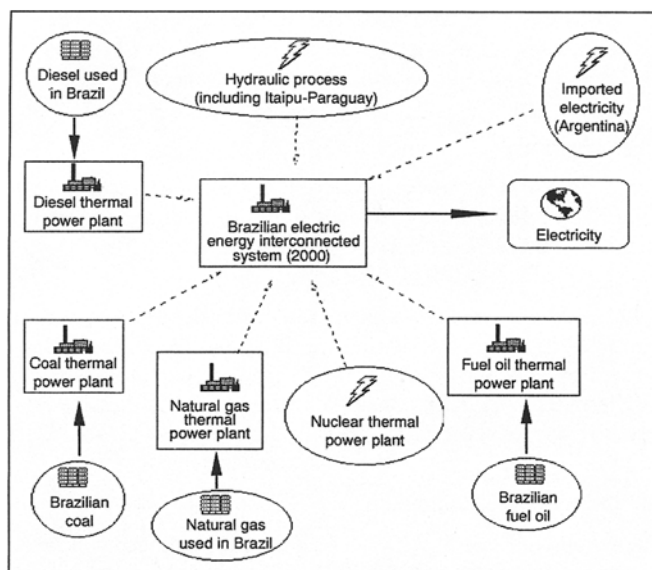 Diesel used
in Brazil
Hydraulic process
(including Itaipu-Paraguay)
Imported
electricity
(Argentina)
Diesel thermal
power plant
Brazilian electric
energy interconnected
system (2000)
Electricity
Coal thermal
power plant
Natural gas
thermal
power plant
Nuclear thermal
power plant
Fuel oil thermal
power plant
Brazilian
coal
Natural gas
used in Brazil
Brazilian
fuel oil